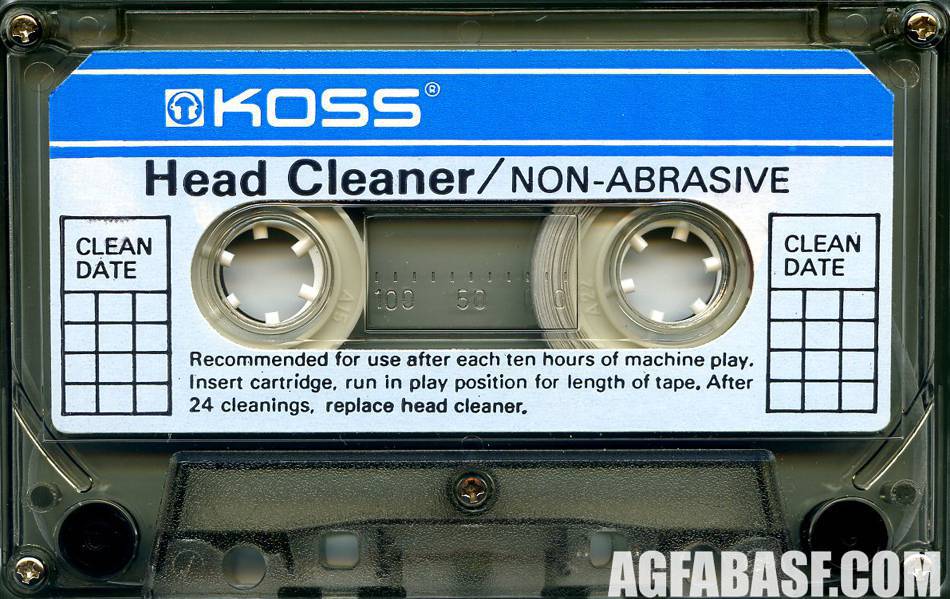 KOSS®
Head Cleaner/NON-ABRASIVE
CLEAN
DATE
CLEAN
DATE
100 50 0
Recommended for use after each ten hours of machine play.
Insert cartridge, run in play position for length of tape. After
24 cleanings, replace head cleaner.
AGFABASF.COM